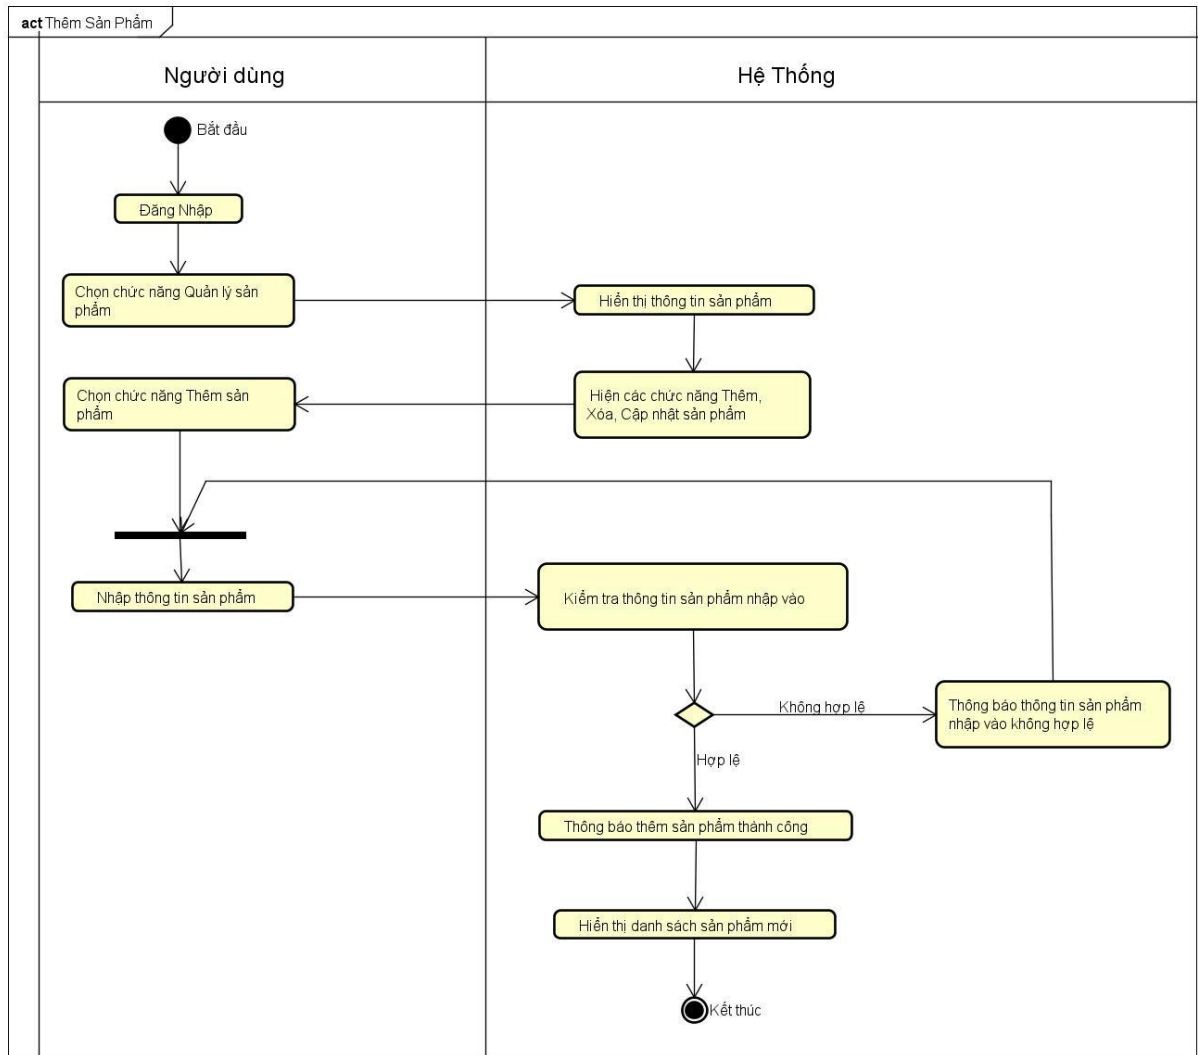 act Thêm Sản Phẩm
Người dùng
Hệ Thống
Bắt đầu
Đăng Nhập
Chọn chức năng Quản lý sản
phẩm
Hiển thị thông tin sản phẩm
Chọn chức năng Thêm sản
phẩm
Hiện các chức năng Thêm,
Xóa, Cập nhật sản phẩm
Nhập thông tin sản phẩm
Kiểm tra thông tin sản phẩm nhập vào
Không hợp lệ
Thông báo thông tin sản phẩm
nhập vào không hợp lệ
Hợp lệ
Thông báo thêm sản phẩm thành công
Hiển thị danh sách sản phẩm mới
Kết thúc